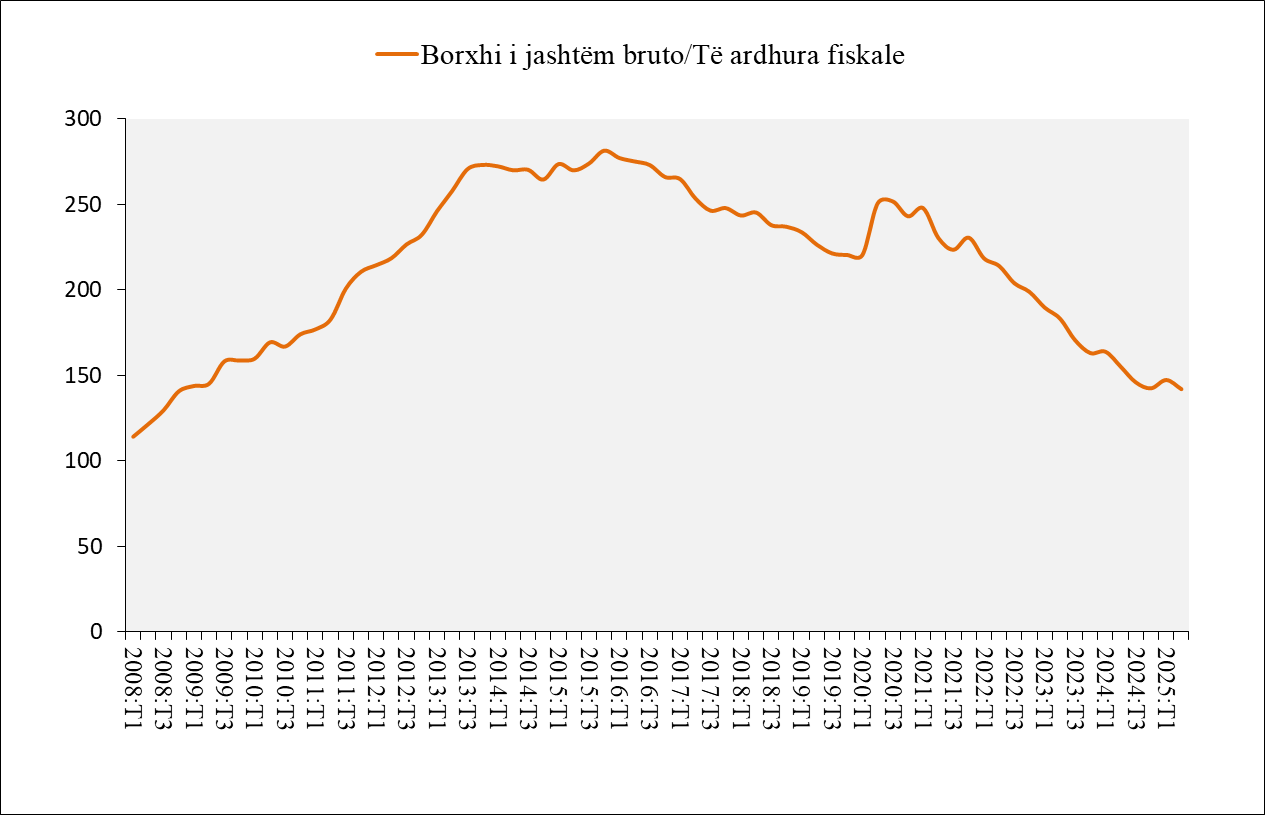 Borxhi i jashtëm bruto/Të ardhura fiskale
300
250
200
150
100
50
0
2008:T1
2008:T3
2009:T1
2009:T3
2010:T1
2010:T3
2011:T1
2011:T3
2012:T1
2012:T3
2013:T1
2013:T3
2014:T1
2014:T3
2015:T1
2015:T3
2016:T1
2016:T3
2017:T1
2017:T3
2018:T1
2018:T3
2019:T1
2019:T3
2020:T1
2020:T3
2021:T1
2021:T3
2022:T1
2022:T3
2023:T1
2023:T3
2024:T1
2024:T3
2025:T1